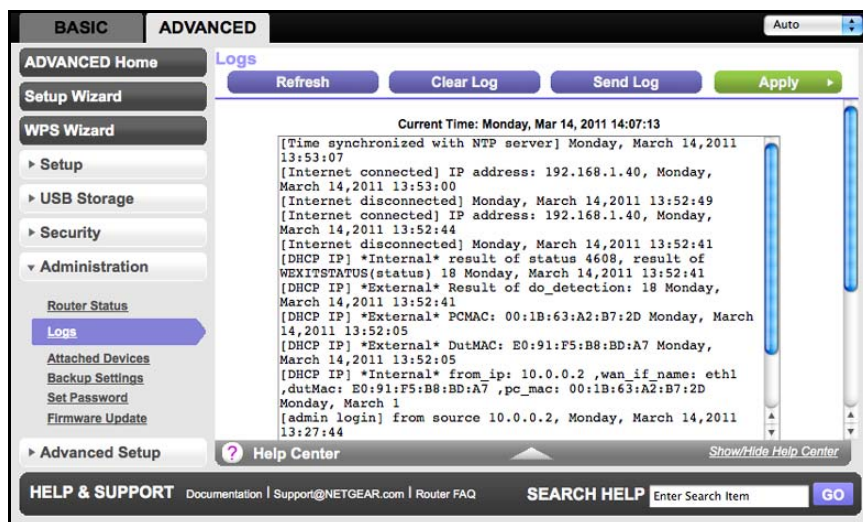 BASIC
ADVANCED
Auto
ADVANCED Home
Setup Wizard
WPS Wizard
Setup
USB Storage
Security
Administration
Router Status
Logs
Attached Devices
Backup Settings
Set Password
Firmware Update
Advanced Setup
Logs
Refresh
Clear Log
Send Log
Apply
Current Time: Monday, Mar 14, 2011 14:07:13
[Time synchronized with NTP server] Monday, March 14,2011
13:53:07
[Internet connected] IP address: 192.168.1.40, Monday,
March 14,2011 13:53:00
[Internet disconnected] Monday, March 14,2011 13:52:49
[Internet connected] IP address: 192.168.1.40, Monday,
March 14,2011 13:52:44
[Internet disconnected] Monday, March 14,2011 13:52:41
[DHCP IP] *Internal* result of status 4608, result of
WEXITSTATUS(status) 18 Monday, March 14,2011 13:52:41
[DHCP IP] *External* Result of do_detection: 18 Monday,
March 14,2011 13:52:41
[DHCP IP] *External* PCMAC: 00:1B:63:A2:B7:2D Monday, March
14,2011 13:52:05
[DHCP IP] *External* DutMAC: E0:91:F5:B8:BD:A7 Monday,
March 14,2011 13:52:05
[DHCP IP] *Internal* from_ip: 10.0.0.2 ,wan_if_name: eth1
,dutMac: E0:91:F5:B8:BD:A7 ,pc_mac: 00:1B:63:A2:B7:2D
Monday, March 1
[admin login] from source 10.0.0.2, Monday, March 14,2011
13:27:44
? Help Center
Show/Hide Help Center
HELP & SUPPORT Documentation | Support@NETGEAR.com | Router FAQ
SEARCH HELP Enter Search Item GO